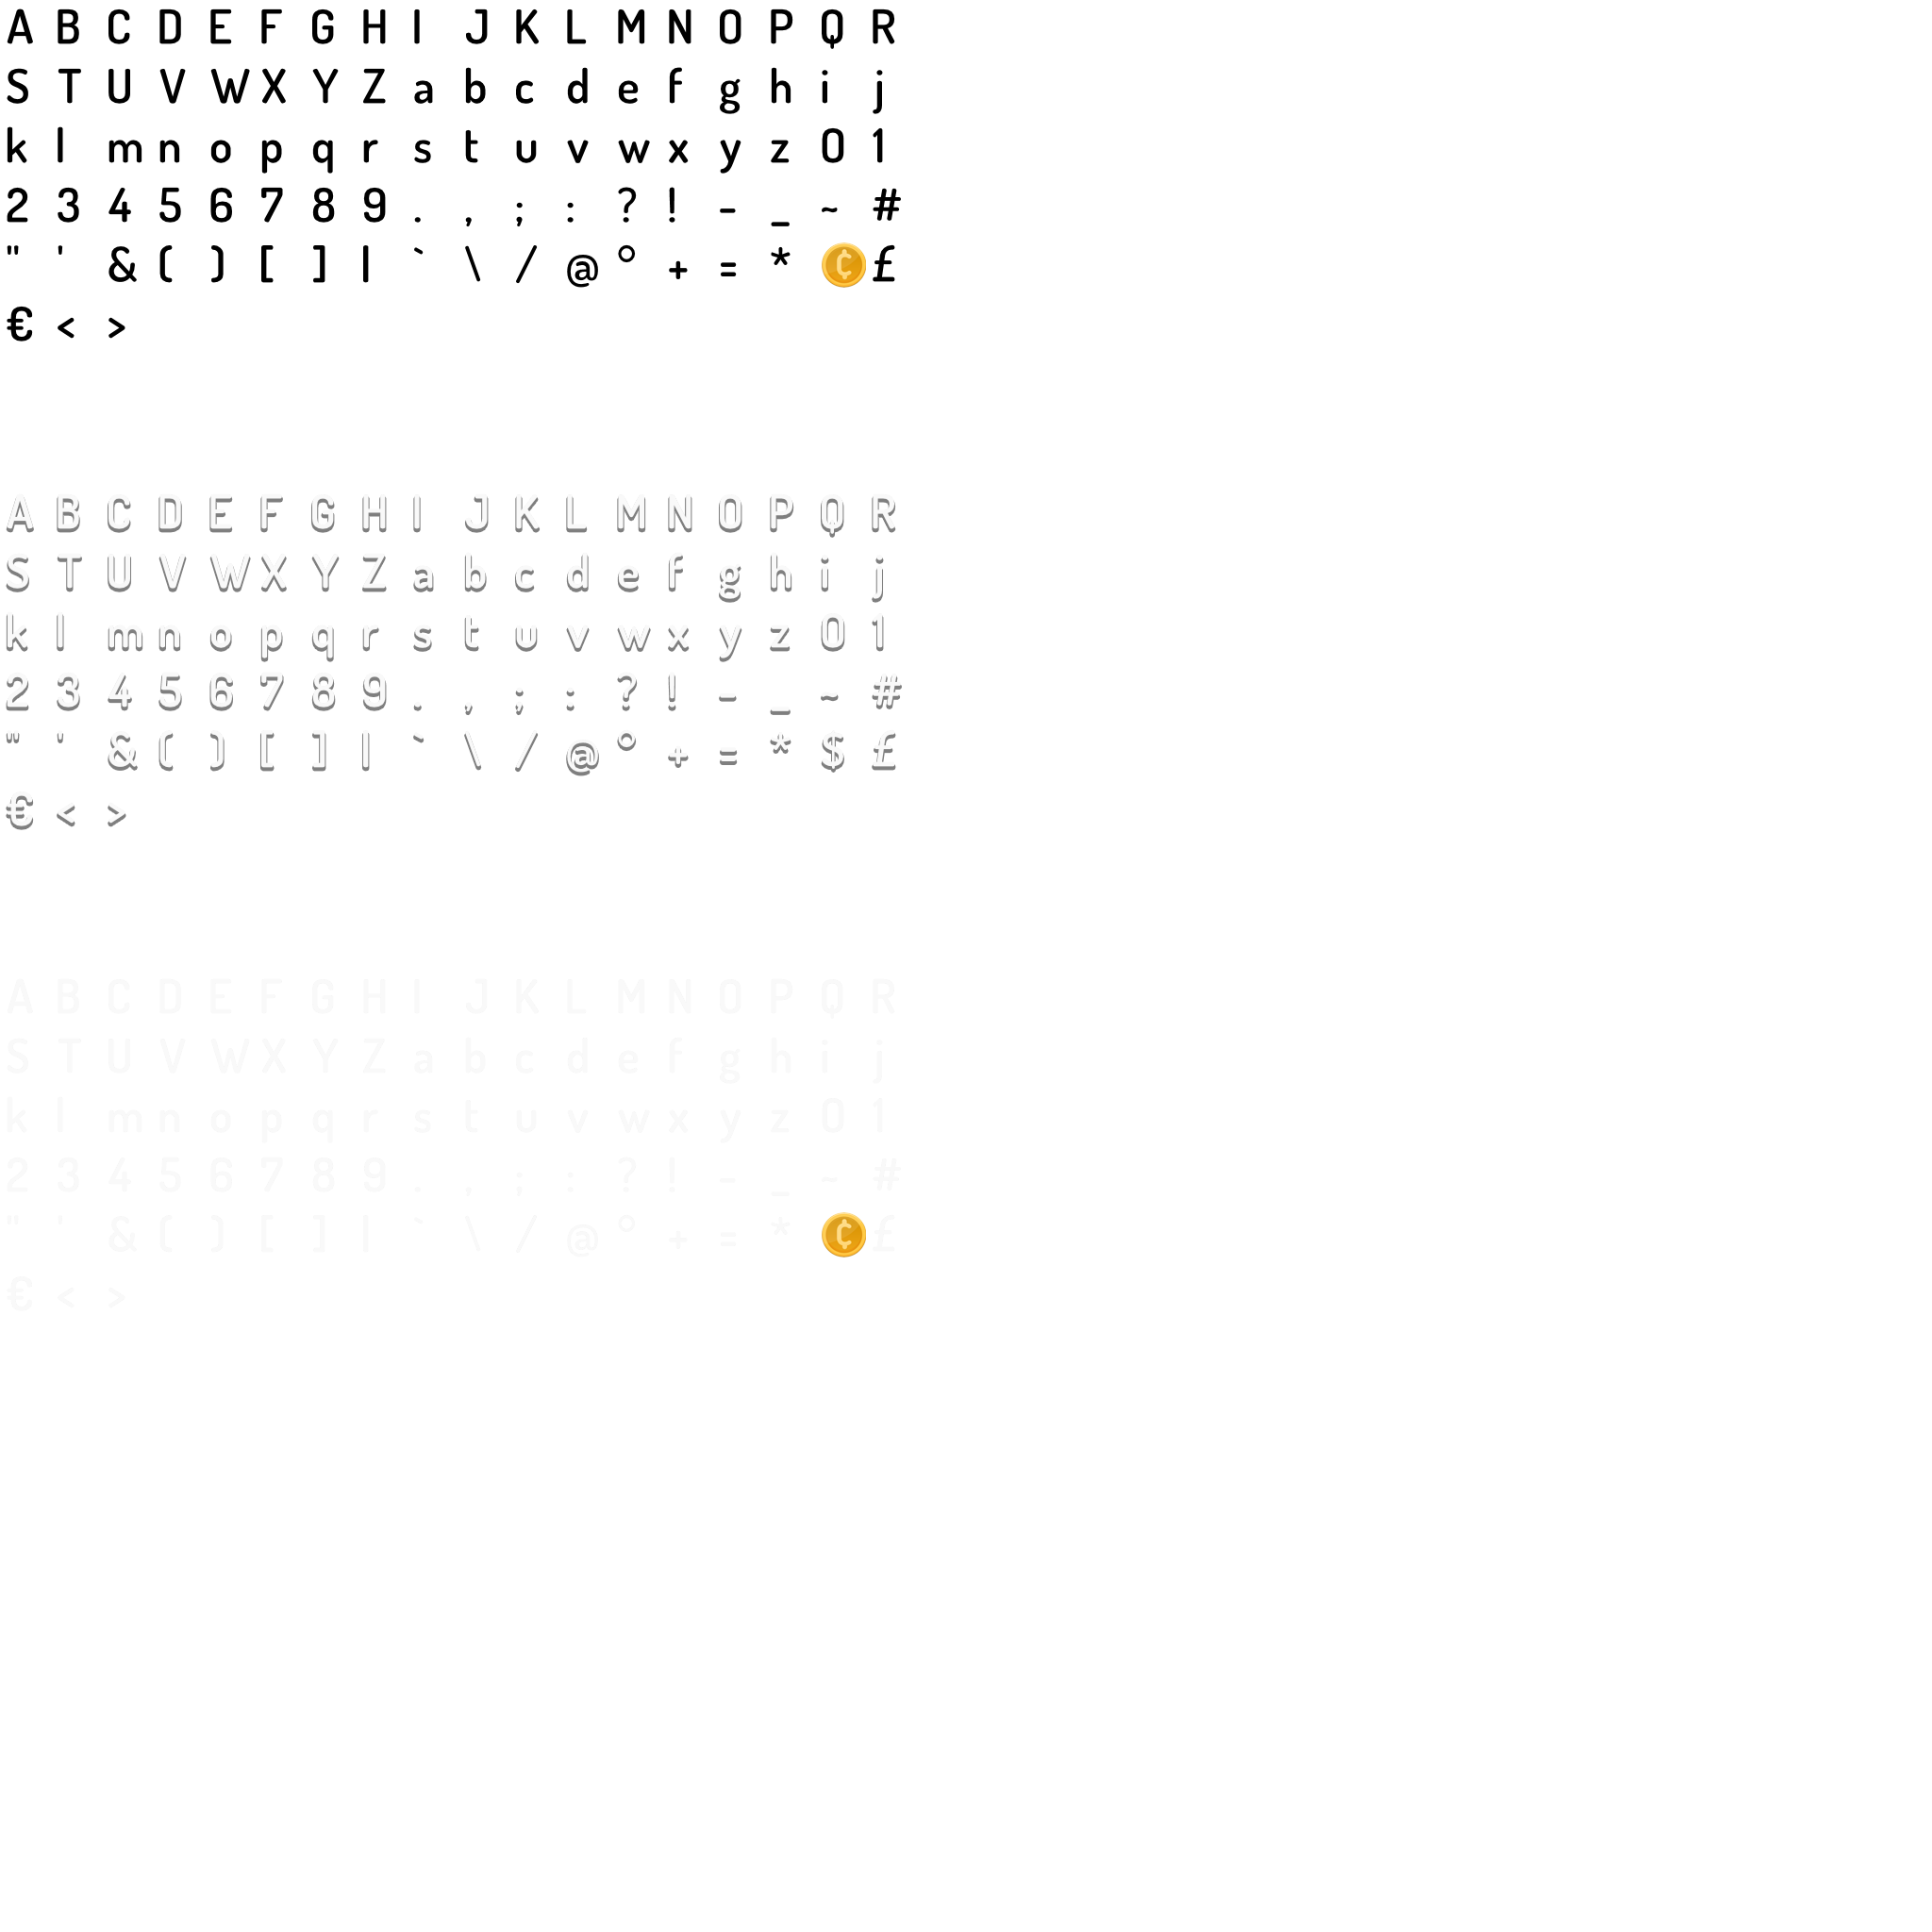 A B C D E F G H I J K L M N O P Q R
S T U V W X Y Z a b c d e f g h i j
k l m n o p q r s t u v w x y z 0 1
2 3 4 5 6 7 8 9 . , ; : ? ! - _ ~ #
" ' & ( ) [ ] | ` \ / @ ° + = * ¢ £
€ < >
A B C D E F G H I J K L M N O P Q R
S T U V W X Y Z a b c d e f g h i j
k l m n o p q r s t u v w x y z 0 1
2 3 4 5 6 7 8 9 . , ; : ? ! - _ ~ #
" ' & ( ) [ ] | ` \ / @ ° + = * $ £
€ < >
A B C D E F G H I J K L M N O P Q R
S T U V W X Y Z a b c d e f g h i j
k l m n o p q r s t u v w x y z 0 1
2 3 4 5 6 7 8 9 . , ; : ? ! - _ ~ #
" ' & ( ) [ ] | ` \ / @ ° + = * ¢ £
€ < >